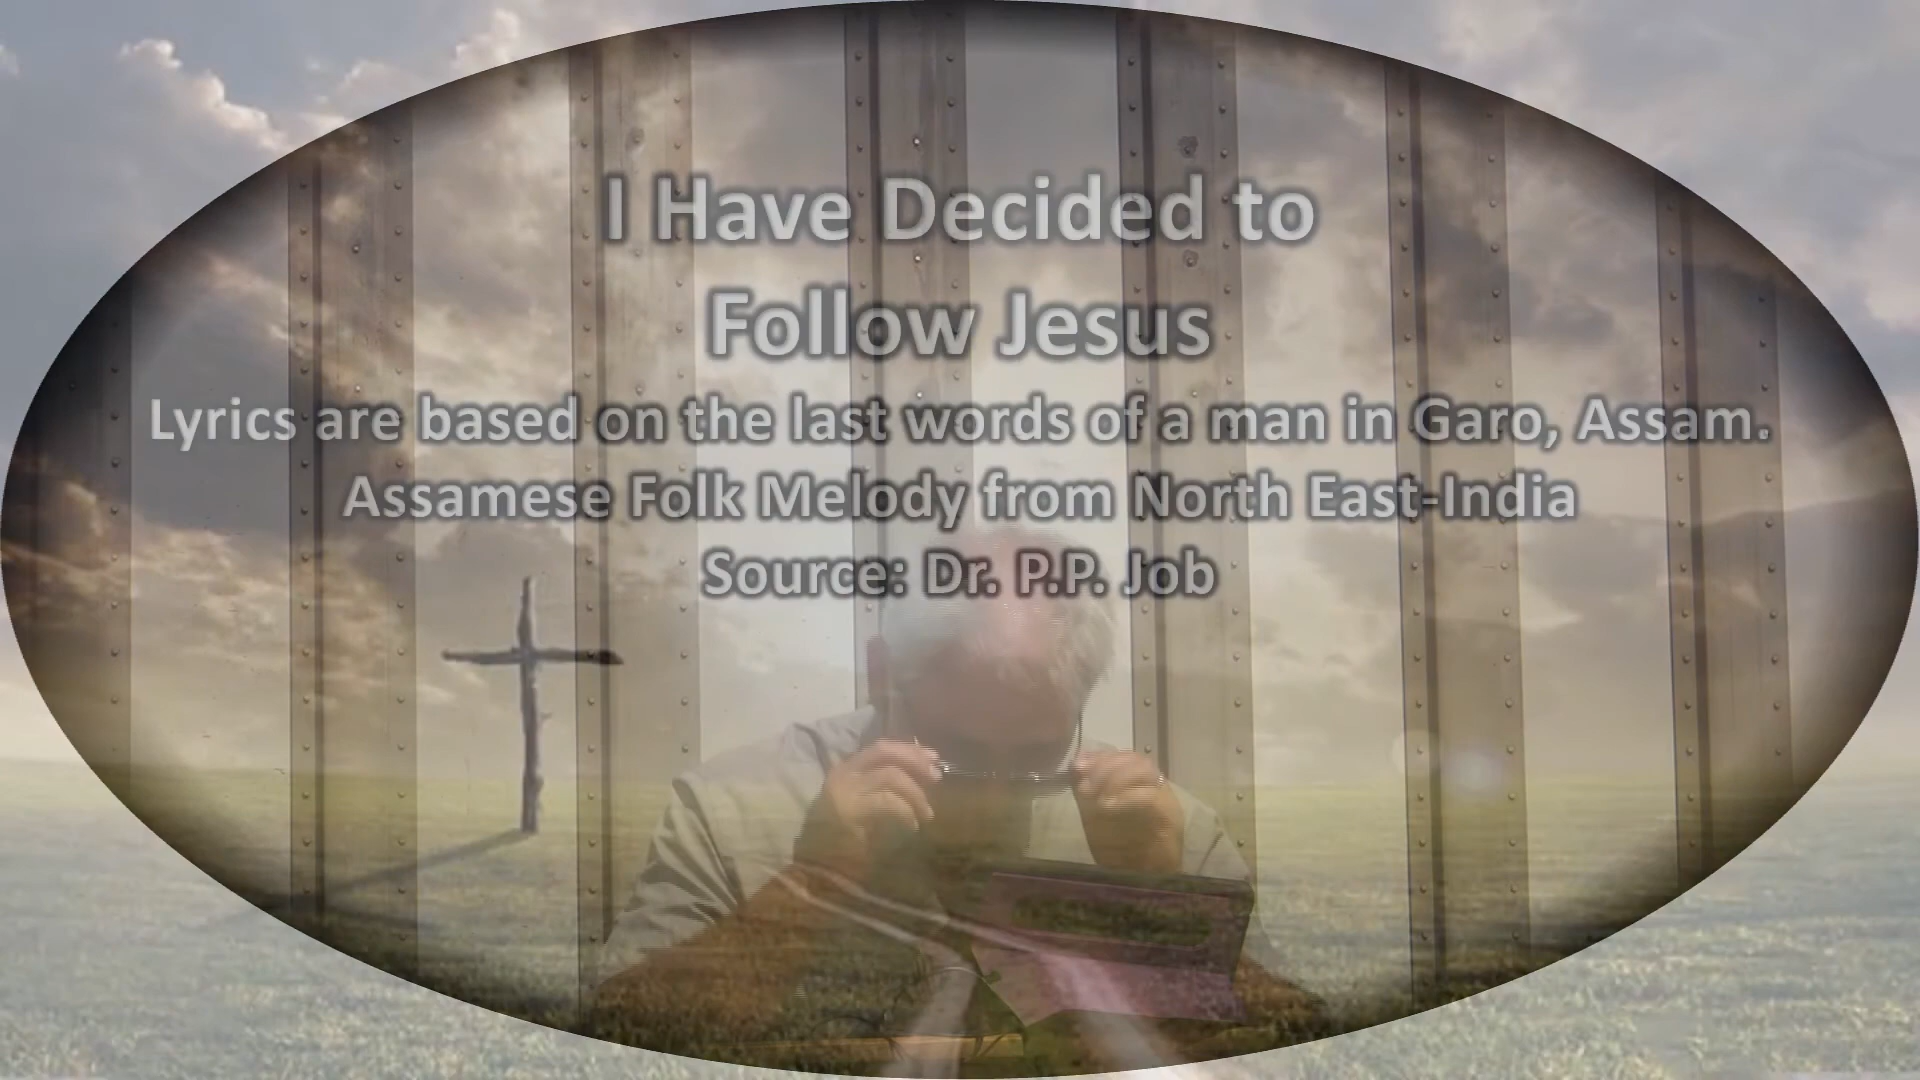 I Have Decided to
Follow Jesus
Lyrics are based on the last words of a man in Garo, Assam.
Assamese Folk Melody from North East-India
Source: Dr. P.P. Job